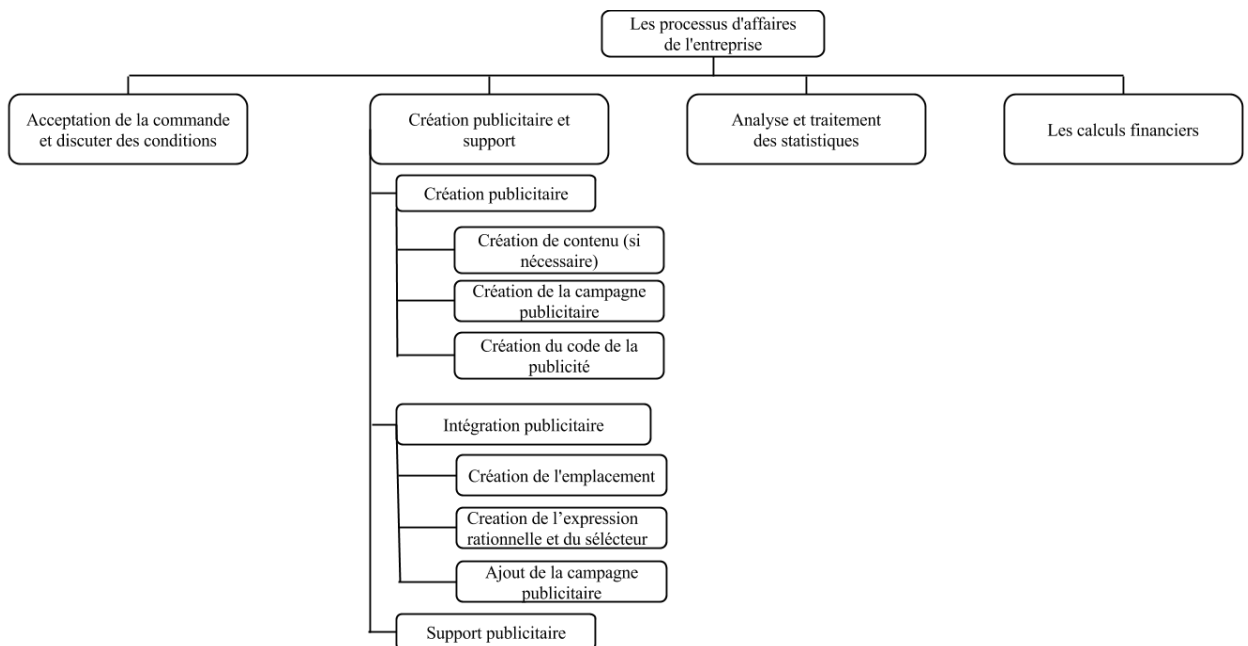 Les processus d'affaires
de l'entreprise
Acceptation de la commande
et discuter des conditions
Création publicitaire et
support
Analyse et traitement
des statistiques
Les calculs financiers
Création publicitaire
Création de contenu (si
nécessaire)
Création de la campagne
publicitaire
Création du code de la
publicité
Intégration publicitaire
Création de l'emplacement
Creation de l’expression
rationnelle et du sélécteur
Ajout de la campagne
publicitaire
Support publicitaire